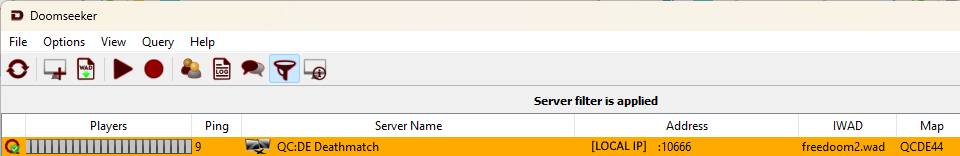 Doomseeker
File Options View Query Help
Server filter is applied
Players Ping Server Name Address IWAD Map
9 QC:DE Deathmatch [LOCAL IP] :10666 freedoom2.wad QCDE44